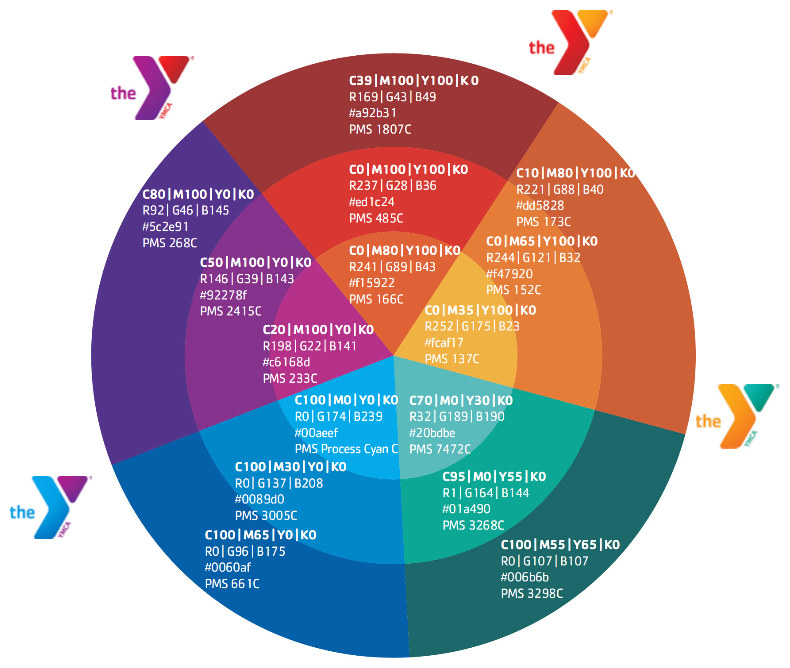 the
YMCA
the
YMCA
C39|M100|Y100|K0
R169|G43|B49
#a92b31
PMS 1807C
C0|M100|Y100|K0
R237|G28|B36
#ed1c24
PMS 485C
C0|M80|Y100|K0
R241|G89|B43
#f15922
PMS 166C
C10|M80|Y100|K0
R221|G88|B40
#dd5828
PMS 173C
C0|M65|Y100|K0
R244|G121|B32
#f47920
PMS 152C
C0|M35|Y100|K0
R252|G175|B23
#fcaf17
PMS 137C
C80|M100|Y0|K0
R92|G46|B145
#5c2e91
PMS 268C
C50|M100|Y0|K0
R146|G39|B143
#92278f
PMS 2415C
C20|M100|Y0|K0
R198|G22|B141
#c6168d
PMS 233C
C100|M0|Y0|K0
R0|G174|B239
#00aeef
PMS Process Cyan C
C70|M0|Y30|K0
R32|G189|B190
#20bdbe
PMS 7472C
the
YMCA
C100|M30|Y0|K0
R0|G137|B208
#0089d0
PMS 3005C
C95|M0|Y55|K0
R1|G164|B144
#01a490
PMS 3268C
the
YMCA
C100|M65|Y0|K0
R0|G96|B175
#0060af
PMS 661C
C100|M55|Y65|K0
R0|G107|B107
#006b6b
PMS 3298C